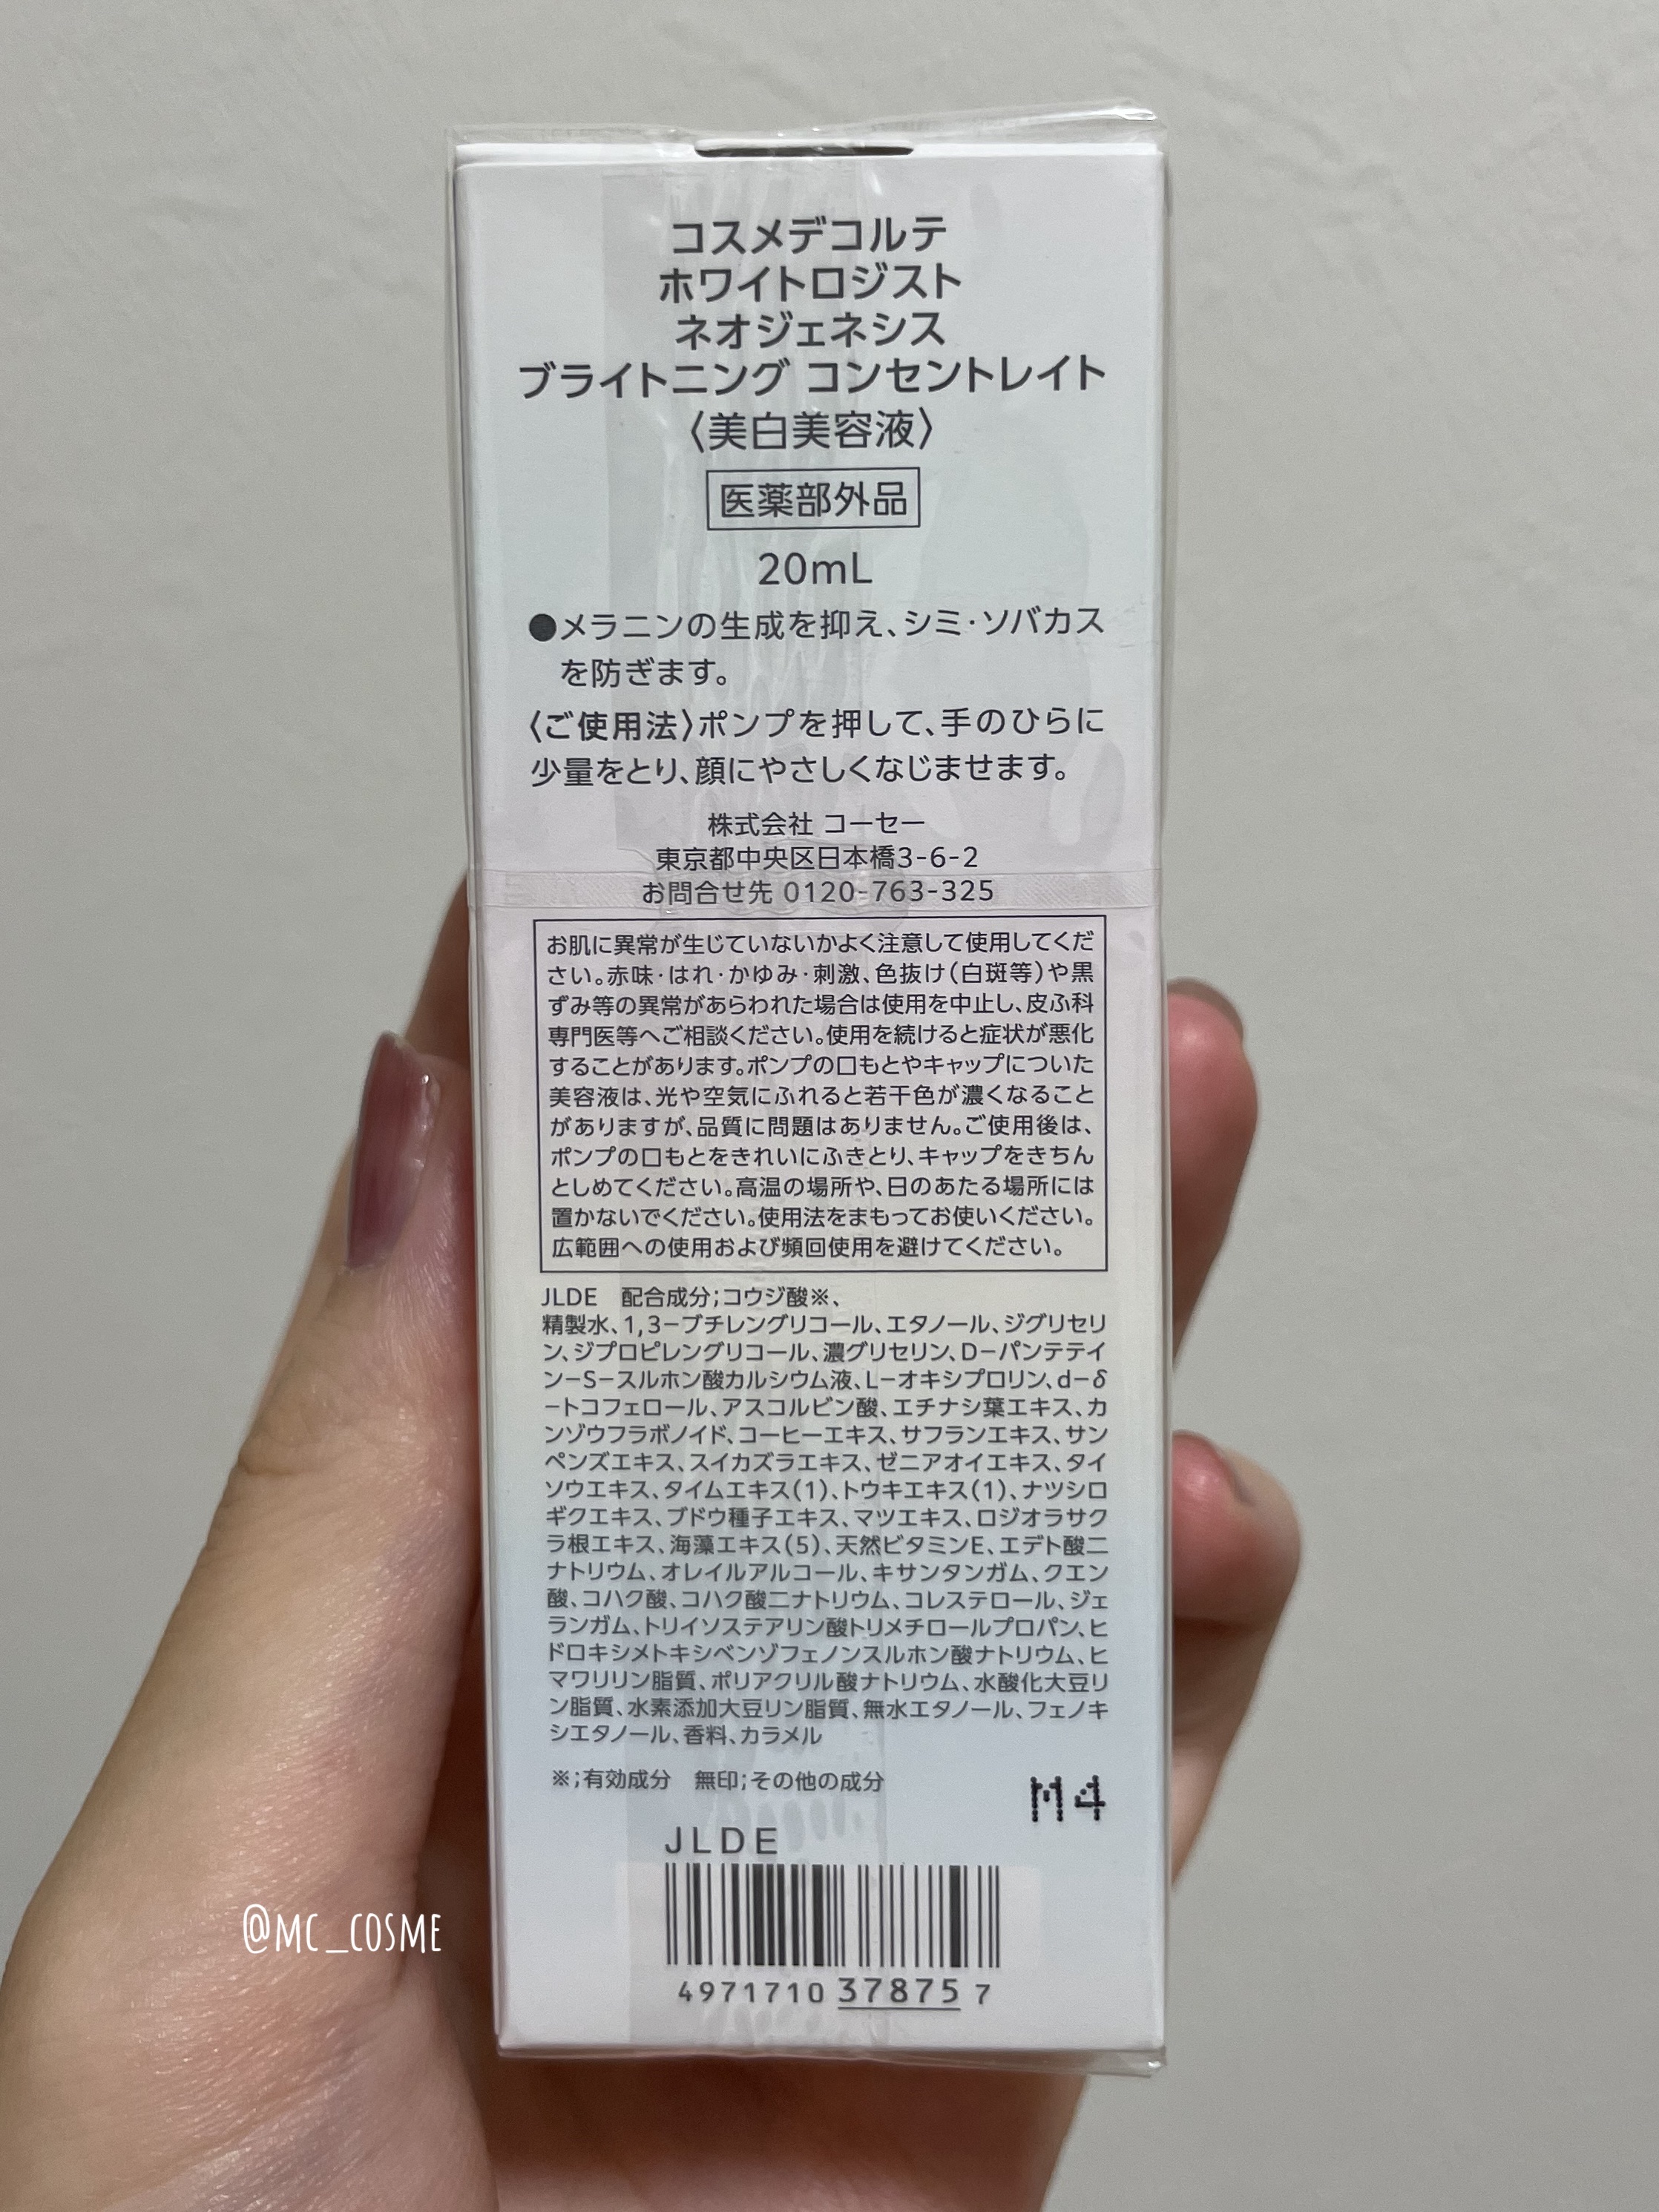 コスメデコルテ
ホワイトロジスト
ネオジェネシス
ブライトニング コンセントレイト
〈美白美容液〉
医薬部外品
20mL
●メラニンの生成を抑え、シミ・ソバカス
を防ぎます。
〈ご使用法〉ポンプを押して、手のひらに
少量をとり、顔にやさしくなじませます。
株式会社 コーセー
東京都中央区日本橋3-6-2
お問合せ先 0120-763-325
お肌に異常が生じていないかよく注意して使用してくだ
さい。赤味・はれ・かゆみ・刺激、色抜け(白斑等)や黒
ずみ等の異常があらわれた場合は使用を中止し、皮ふ科
専門医等へご相談ください。使用を続けると症状が悪化
することがあります。ポンプの口もとやキャップについた
美容液は、光や空気にふれると若干色が濃くなること
がありますが、品質に問題はありません。ご使用後は、
ポンプの口もとをきれいにふきとり、キャップをきちん
としめてください。高温の場所や、日のあたる場所には
置かないでください。使用法をまもってお使いください。
広範囲への使用および頻回使用を避けてください。
JLDE 配合成分;コウジ酸※、
精製水、1,3−ブチレングリコール、エタノール、ジグリセリ
ン、ジプロピレングリコール、濃グリセリン、D−パンテテイ
ン−S−スルホン酸カルシウム液、L−オキシプロリン、d−δ
−トコフェロール、アスコルビン酸、エチナシ葉エキス、カ
ンゾウフラボノイド、コーヒーエキス、サフランエキス、サン
ペンズエキス、スイカズラエキス、ゼニアオイエキス、タイ
ソウエキス、タイムエキス(1)、トウキエキス(1)、ナツシロ
ギクエキス、ブドウ種子エキス、マツエキス、ロジオラサク
ラ根エキス、海藻エキス(5)、天然ビタミンE、エデト酸二
ナトリウム、オレイルアルコール、キサンタンガム、クエン
酸、コハク酸、コハク酸二ナトリウム、コレステロール、ジェ
ランガム、トリイソステアリン酸トリメチロールプロパン、ヒ
ドロキシメトキシベンゾフェノンスルホン酸ナトリウム、ヒ
マワリリン脂質、ポリアクリル酸ナトリウム、水酸化大豆リ
ン脂質、水素添加大豆リン脂質、無水エタノール、フェノキ
シエタノール、香料、カラメル
※;有効成分 無印;その他の成分
M4
JLDE
4971710 37875 7
@MC_COSME